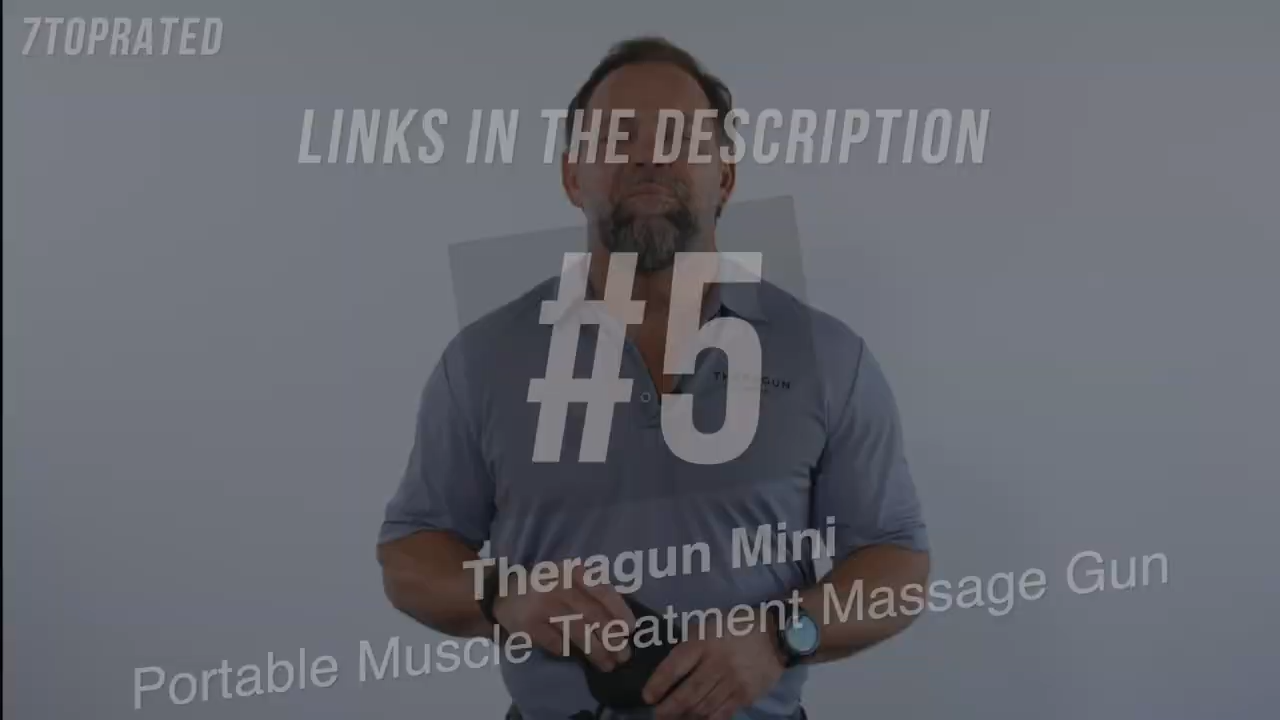 7TOPRATED
LINKS IN THE DESCRIPTION
#5
THERAGUN
Theragun Mini
Portable Muscle Treatment Massage Gun